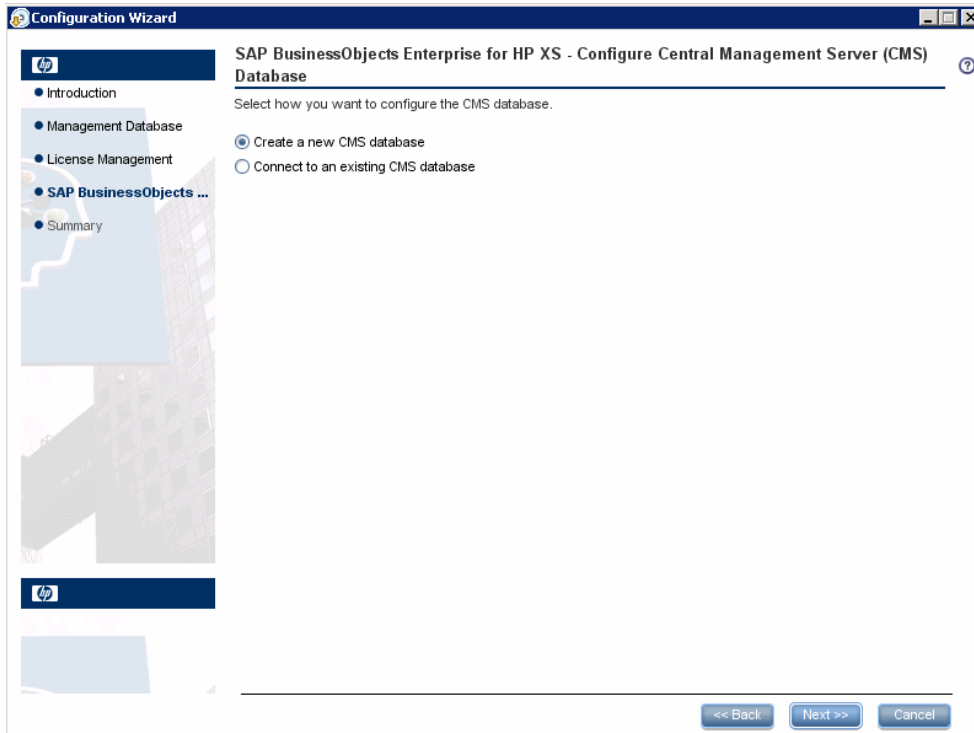 Configuration Wizard
hp
Introduction
Management Database
License Management
SAP BusinessObjects ...
Summary
hp
SAP BusinessObjects Enterprise for HP XS - Configure Central Management Server (CMS)
Database
?
Select how you want to configure the CMS database.
Create a new CMS database
Connect to an existing CMS database
<< Back
Next >>
Cancel